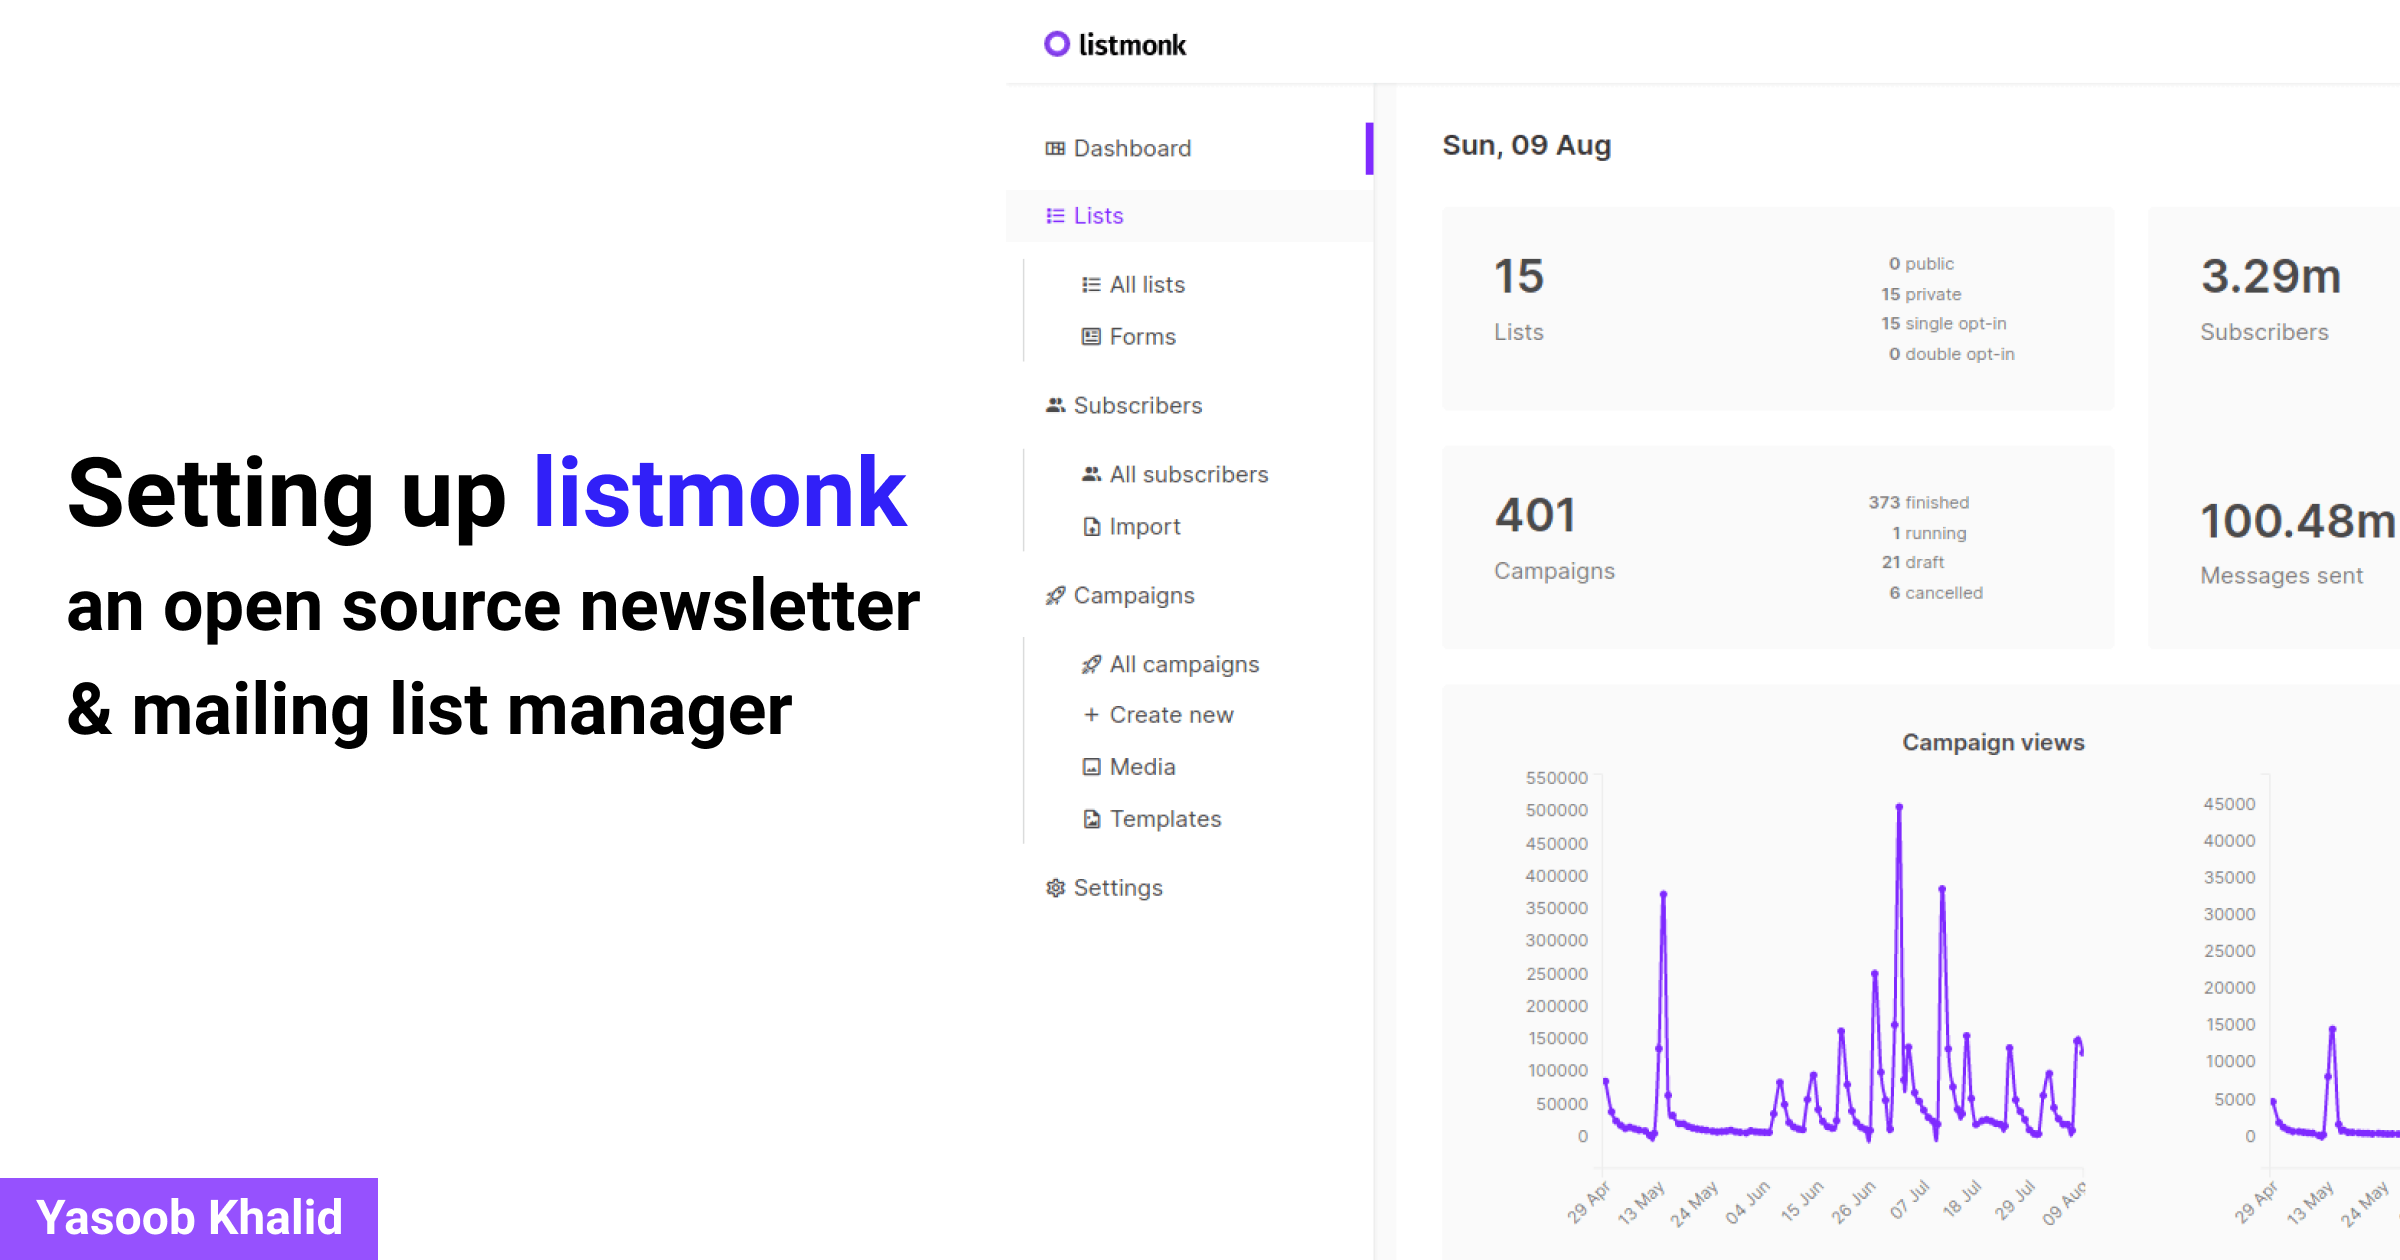 Setting up listmonk
an open source newsletter
& mailing list manager
Yasoob Khalid
listmonk
Dashboard
Lists
All lists
Forms
Subscribers
All subscribers
Import
Campaigns
All campaigns
Create new
Media
Templates
Settings
Sun, 09 Aug
15
Lists
0 public
15 private
15 single opt-in
0 double opt-in
3.29m
Subscribers
401
Campaigns
373 finished
1 running
21 draft
6 cancelled
100.48m
Messages sent
Campaign views
550000
500000
450000
400000
350000
300000
250000
200000
150000
100000
50000
0
29 Apr
13 May
24 May
04 Jun
15 Jun
26 Jun
07 Jul
18 Jul
29 Jul
09 Aug
45000
40000
35000
30000
25000
20000
15000
10000
5000
0
29 Apr
13 May
24 May